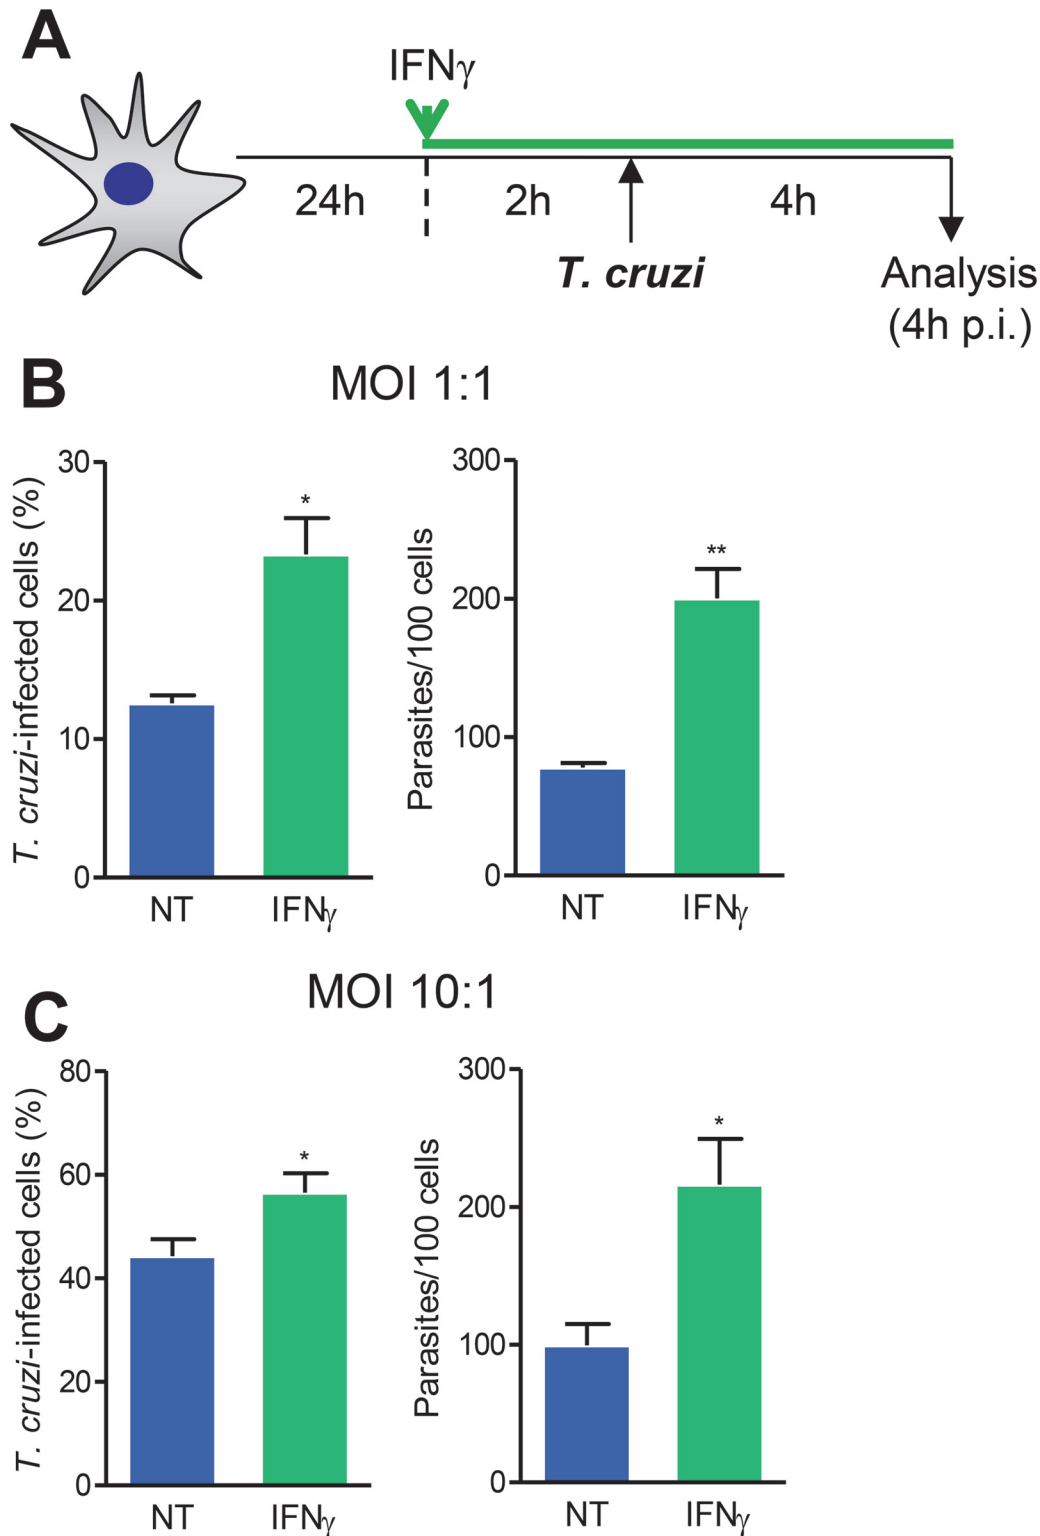 A
IFNγ
24h
2h
4h
T. cruzi
Analysis
(4h p.i.)
B
MOI 1:1
T. cruzi-infected cells (%)
30
20
10
0
*
NT
IFNγ
Parasites/100 cells
300
200
100
0
**
NT
IFNγ
C
MOI 10:1
T. cruzi-infected cells (%)
80
60
40
20
0
*
NT
IFNγ
Parasites/100 cells
300
200
100
0
*
NT
IFNγ